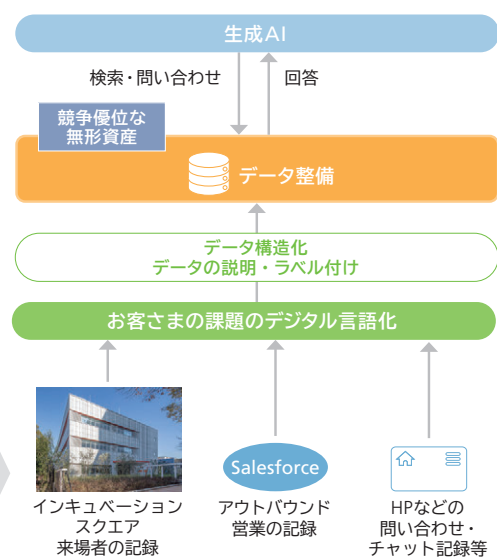 生成AI
検索・問い合わせ
回答
競争優位な
無形資産
データ整備
データ構造化
データの説明・ラベル付け
お客さまの課題のデジタル言語化
Salesforce
インキュベーション
スクエア
来場者の記録
アウトバウンド
営業の記録
HPなどの
問い合わせ・
チャット記録等